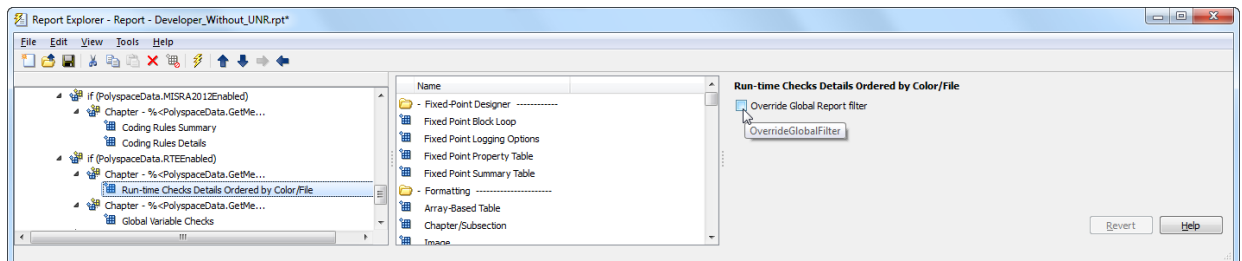 Report Explorer - Report - Developer_Without_UNR.rpt*
File Edit View Tools Help
if (PolyspaceData.MISRA2012Enabled)
Chapter - %<PolyspaceData.GetMe...
Coding Rules Summary
Coding Rules Details
if (PolyspaceData.RTEEnabled)
Chapter - %<PolyspaceData.GetMe...
Run-time Checks Details Ordered by Color/File
Chapter - %<PolyspaceData.GetMe...
Global Variable Checks
Name
- Fixed-Point Designer ------------
Fixed Point Block Loop
Fixed Point Logging Options
Fixed Point Property Table
Fixed Point Summary Table
- Formatting ----------------------
Array-Based Table
Chapter/Subsection
Image
Run-time Checks Details Ordered by Color/File
Override Global Report filter
OverrideGlobalFilter
Revert Help